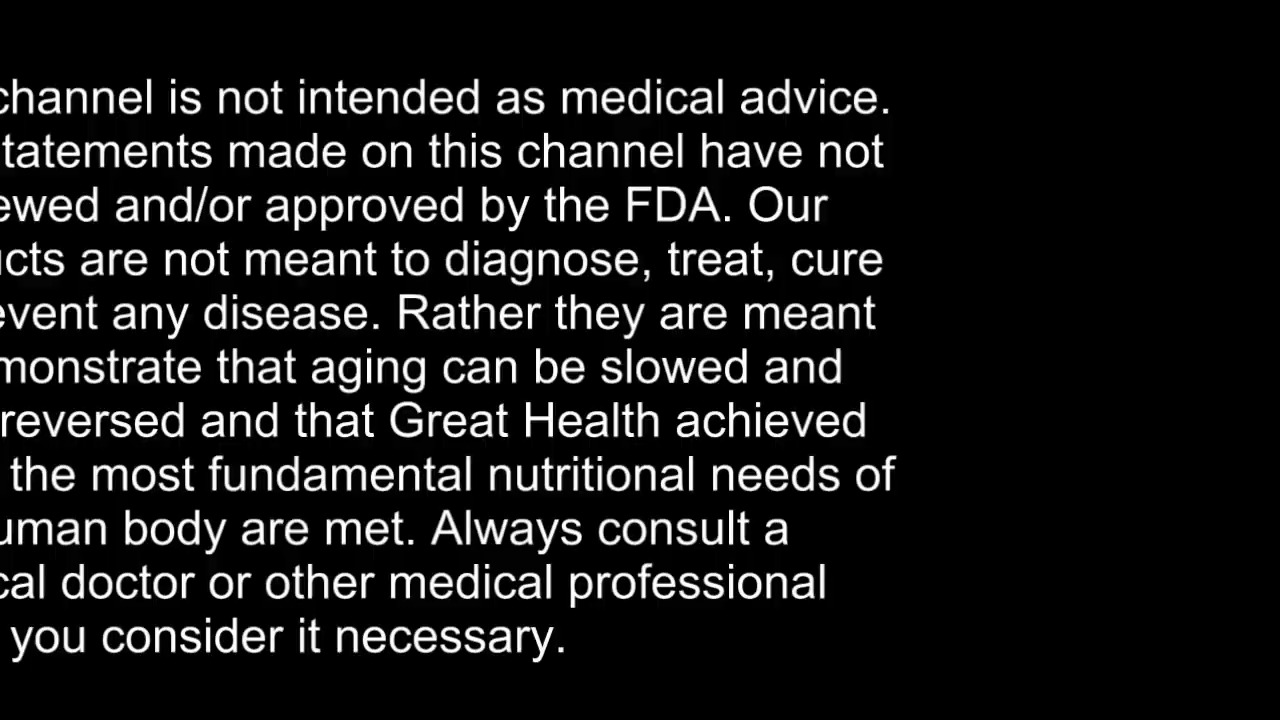 channel is not intended as medical advice.
tatements made on this channel have not
ewed and/or approved by the FDA. Our
ucts are not meant to diagnose, treat, cure
event any disease. Rather they are meant
monstrate that aging can be slowed and
reversed and that Great Health achieved
the most fundamental nutritional needs of
uman body are met. Always consult a
cal doctor or other medical professional
you consider it necessary.